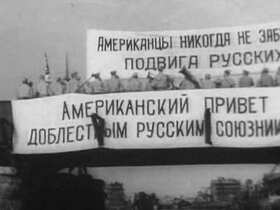 АМЕРИКАНЦЫ НИКОГДА НЕ ЗАБ
ПОДВИГА РУССКИХ
АМЕРИКАНСКИЙ ПРИВЕТ
ДОБЛЕСТНЫМ РУССКИМ СОЮЗНИ